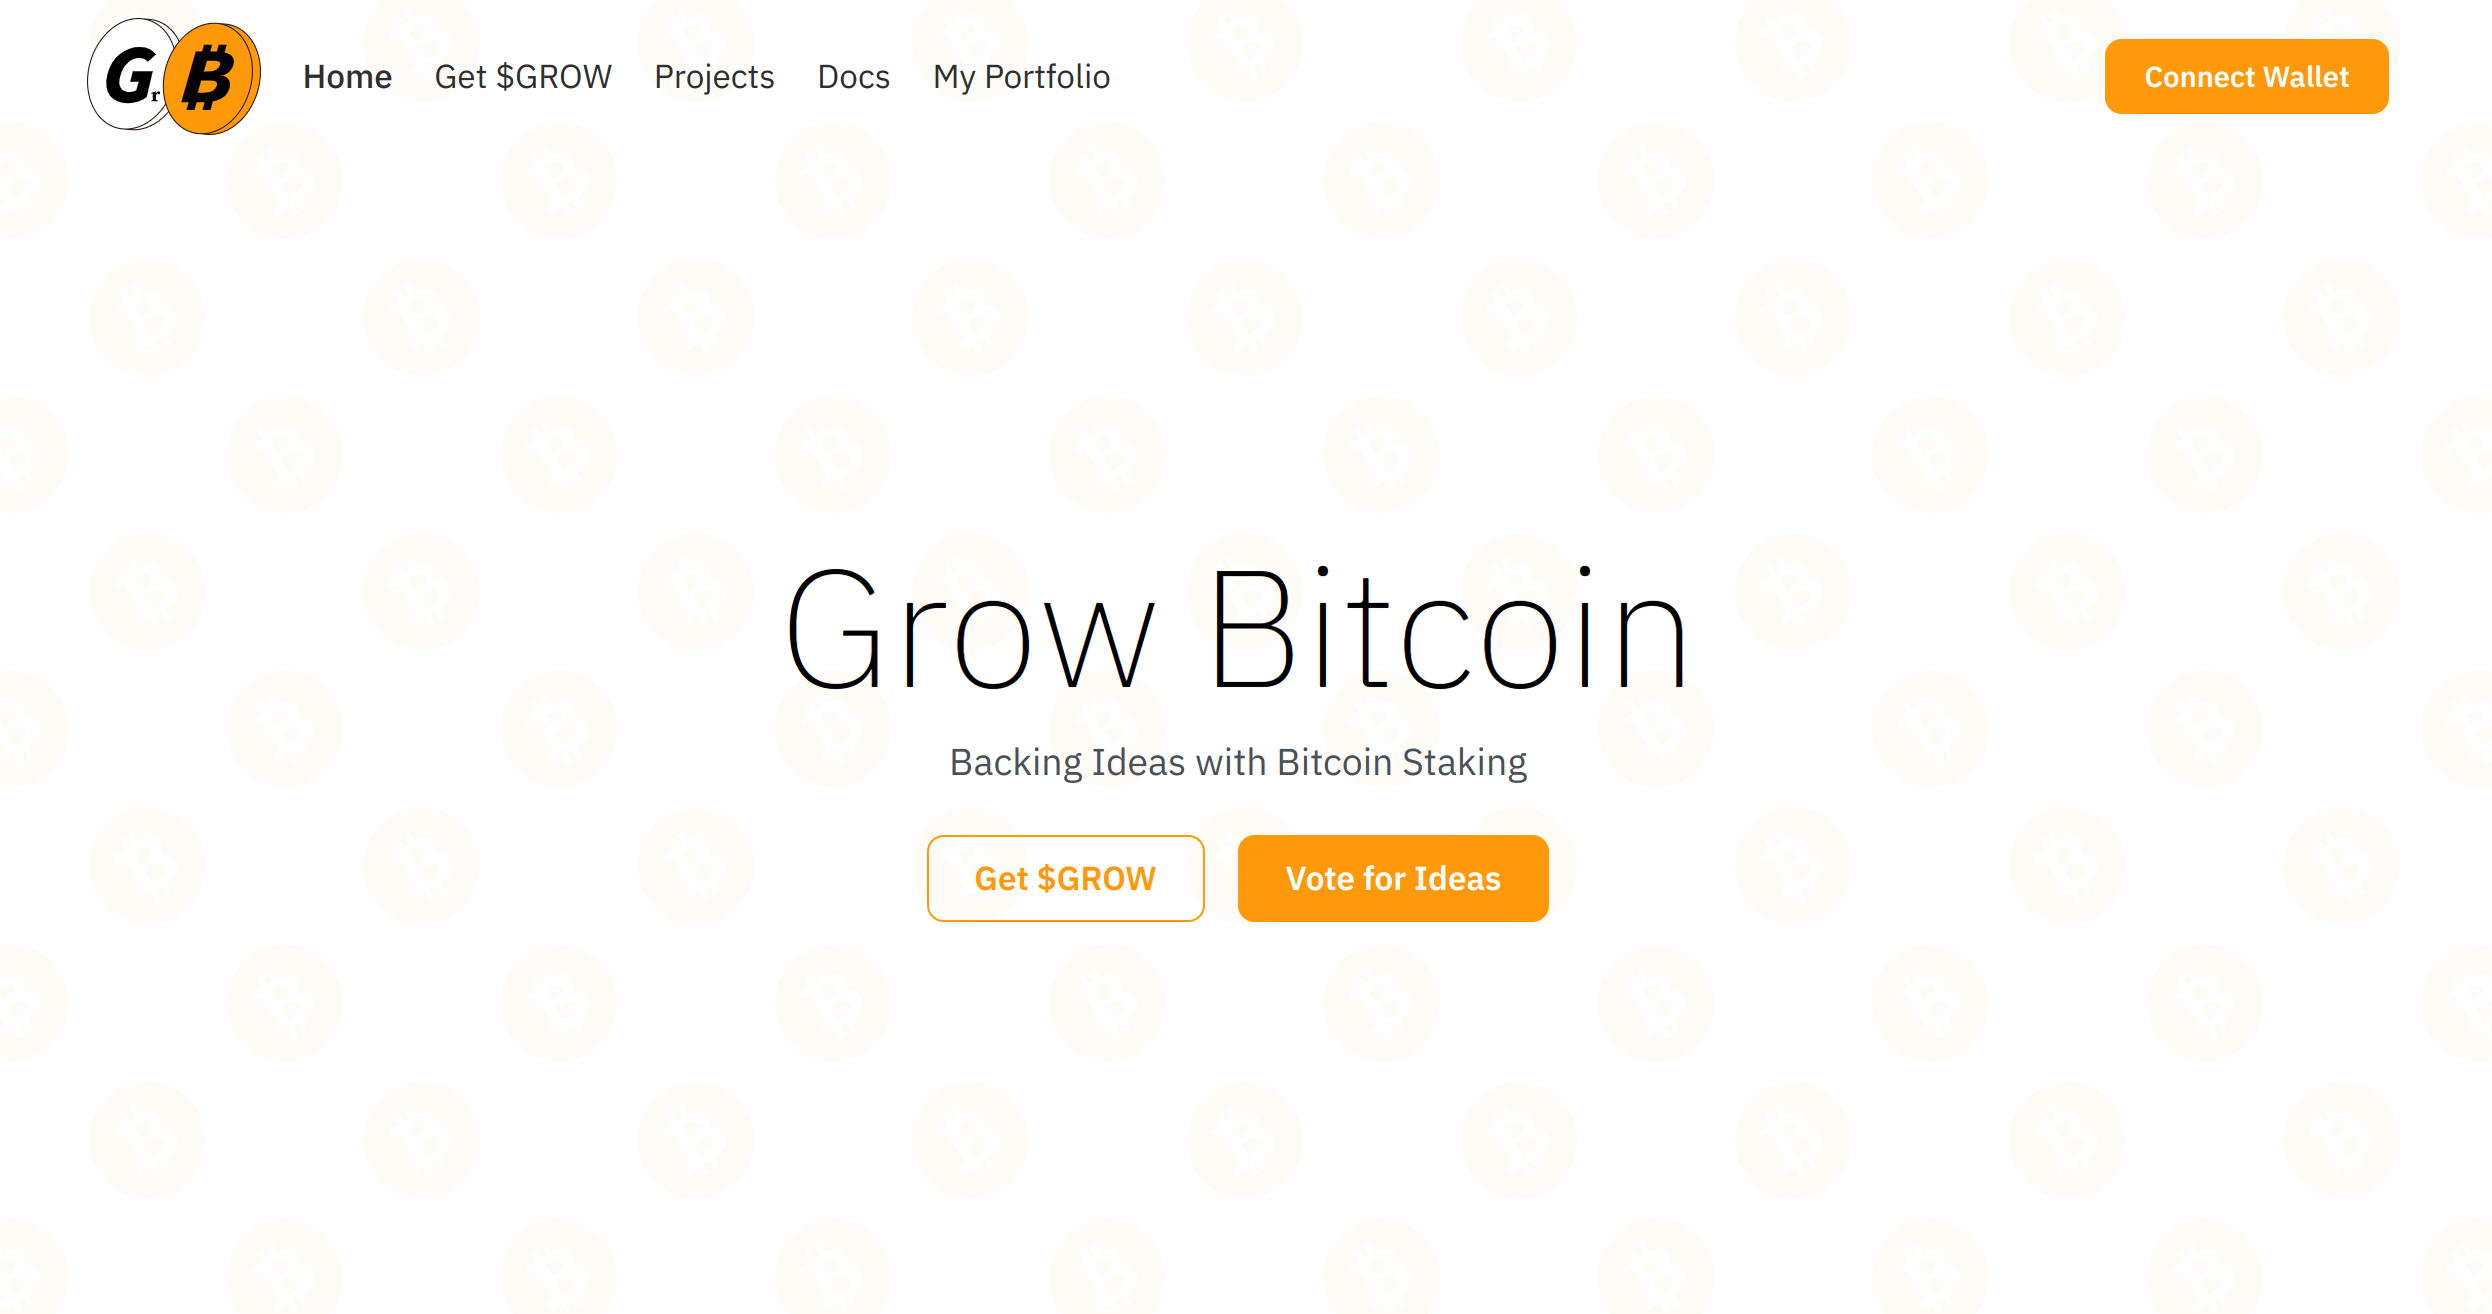 Gr₿
Home Get $GROW Projects Docs My Portfolio
Connect Wallet
Grow Bitcoin
Backing Ideas with Bitcoin Staking
Get $GROW Vote for Ideas